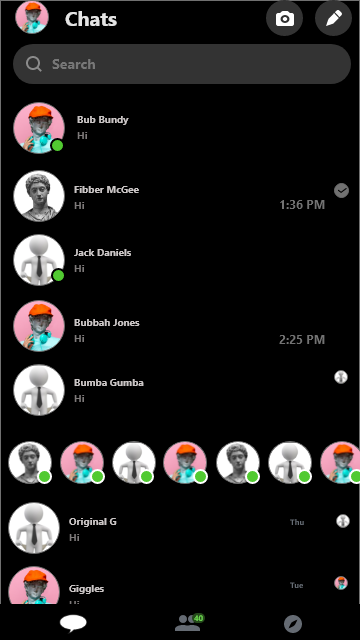 Chats
Search
Bub Bundy
Hi
Fibber McGee
Hi
1:36 PM
Jack Daniels
Hi
Bubbah Jones
Hi
2:25 PM
Bumba Gumba
Hi
Original G
Hi
Thu
Giggles
Hi
Tue
40